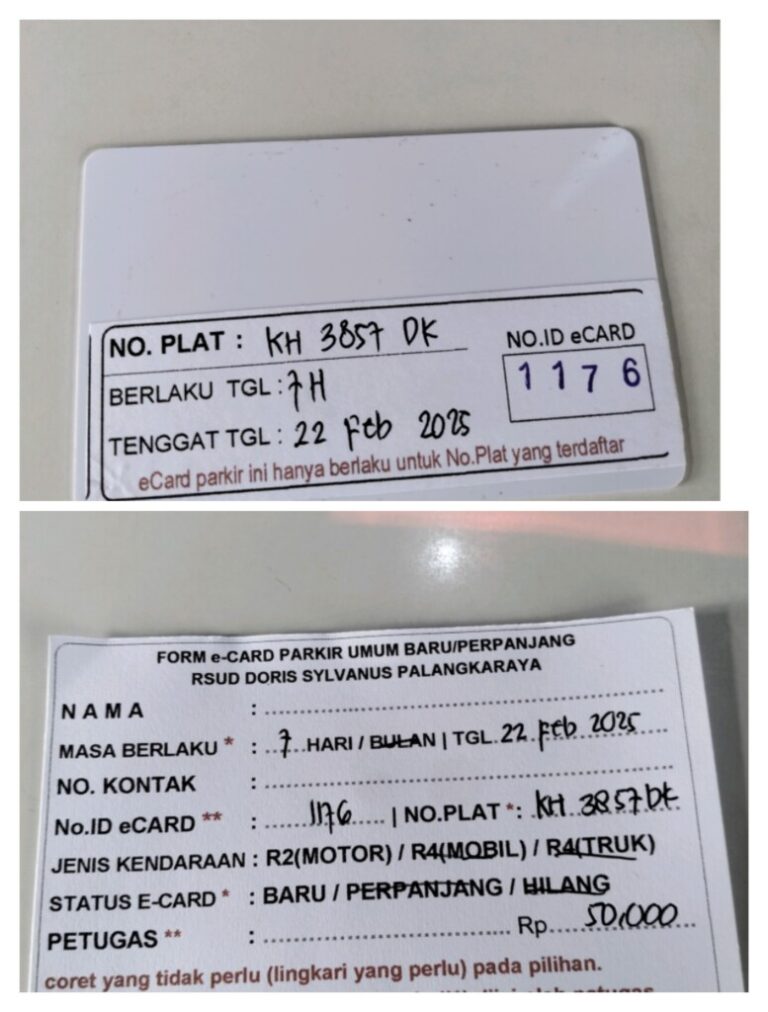 NO. PLAT : KH 3857 DK
NO.ID eCARD
1176
BERLAKU TGL : 7 H
TENGGAT TGL : 22 Feb 2025
eCard parkir ini hanya berlaku untuk No.Plat yang terdaftar
FORM e-CARD PARKIR UMUM BARU/PERPANJANG
RSUD DORIS SYLVANUS PALANGKARAYA
NAMA : ................................
MASA BERLAKU * : ..7.. HARI / BULAN | TGL. 22 Feb 2025
NO. KONTAK : ................................
No.ID eCARD ** : ......1176..... | NO.PLAT *: KH 3857 DK
JENIS KENDARAAN : R2(MOTOR) / R4(MOBIL) / R4(TRUK)
STATUS E-CARD * : BARU / PERPANJANG / HILANG
PETUGAS ** : ................................ Rp.....50.000...
coret yang tidak perlu (lingkari yang perlu) pada pilihan.